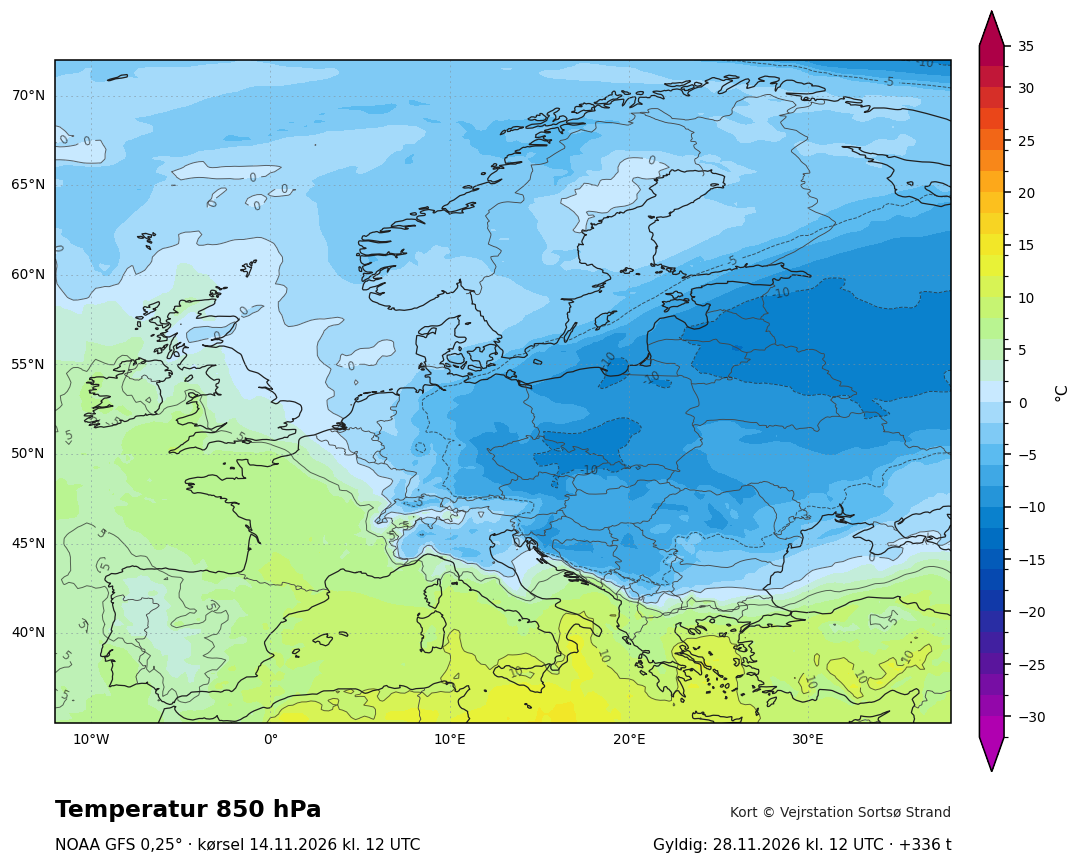 70°N
65°N
60°N
55°N
50°N
45°N
40°N
10°W 0° 10°E 20°E 30°E
35
30
25
20
15
10
5
0
−5
−10
−15
−20
−25
−30
°C
Temperatur 850 hPa
Kort © Vejrstation Sortsø Strand
NOAA GFS 0,25° · kørsel 14.11.2026 kl. 12 UTC
Gyldig: 28.11.2026 kl. 12 UTC · +336 t